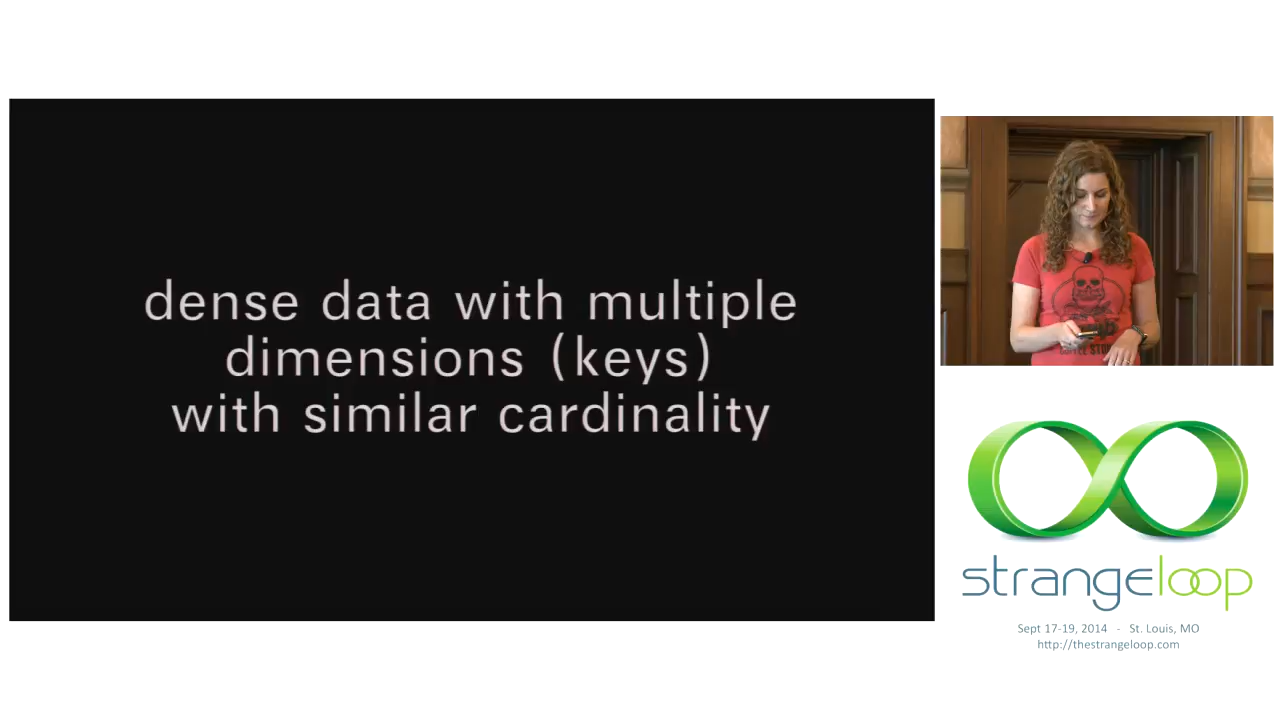 dense data with multiple
dimensions (keys)
with similar cardinality
strangeloop
Sept 17-19, 2014 - St. Louis, MO
http://thestrangeloop.com